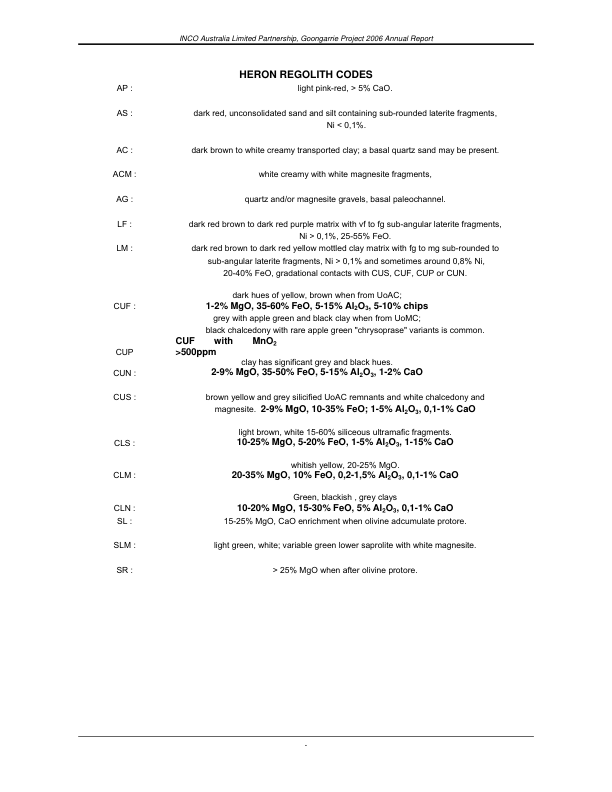 INCO Australia Limited Partnership, Goongarrie Project 2006 Annual Report
HERON REGOLITH CODES
AP : light pink-red, > 5% CaO.
AS : dark red, unconsolidated sand and silt containing sub-rounded laterite fragments,
Ni < 0,1%.
AC : dark brown to white creamy transported clay; a basal quartz sand may be present.
ACM : white creamy with white magnesite fragments,
AG : quartz and/or magnesite gravels, basal paleochannel.
LF : dark red brown to dark red purple matrix with vf to fg sub-angular laterite fragments,
Ni > 0,1%, 25-55% FeO.
LM : dark red brown to dark red yellow mottled clay matrix with fg to mg sub-rounded to
sub-angular laterite fragments, Ni > 0,1% and sometimes around 0,8% Ni,
20-40% FeO, gradational contacts with CUS, CUF, CUP or CUN.
dark hues of yellow, brown when from UoAC;
CUF : 1-2% MgO, 35-60% FeO, 5-15% Al₂O₃, 5-10% chips
grey with apple green and black clay when from UoMC;
black chalcedony with rare apple green "chrysoprase" variants is common.
CUF with MnO₂
CUP >500ppm
clay has significant grey and black hues.
CUN : 2-9% MgO, 35-50% FeO, 5-15% Al₂O₃, 1-2% CaO
CUS : brown yellow and grey silicified UoAC remnants and white chalcedony and
magnesite. 2-9% MgO, 10-35% FeO; 1-5% Al₂O₃, 0,1-1% CaO
light brown, white 15-60% siliceous ultramafic fragments.
CLS : 10-25% MgO, 5-20% FeO, 1-5% Al₂O₃, 1-15% CaO
whitish yellow, 20-25% MgO.
CLM : 20-35% MgO, 10% FeO, 0,2-1,5% Al₂O₃, 0,1-1% CaO
Green, blackish , grey clays
CLN : 10-20% MgO, 15-30% FeO, 5% Al₂O₃, 0,1-1% CaO
SL : 15-25% MgO, CaO enrichment when olivine adcumulate protore.
SLM : light green, white; variable green lower saprolite with white magnesite.
SR : > 25% MgO when after olivine protore.
-